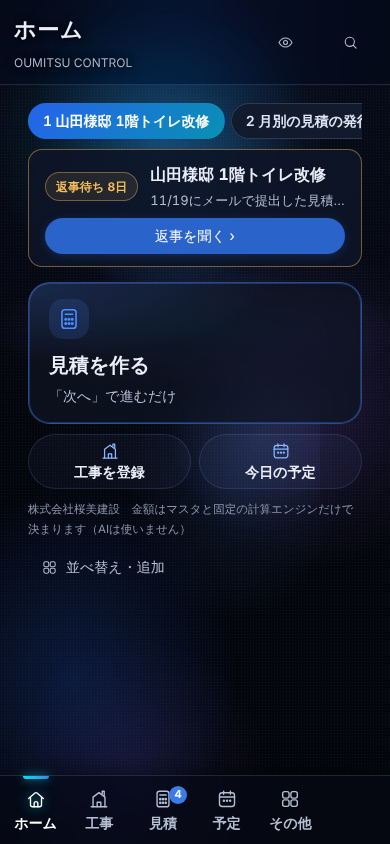 ホーム
OUMITSU CONTROL
1 山田様邸 1階トイレ改修
2 月別の見積の発行
返事待ち 8日
山田様邸 1階トイレ改修
11/19にメールで提出した見積…
返事を聞く ›
見積を作る
「次へ」で進むだけ
工事を登録
今日の予定
株式会社桜美建設　金額はマスタと固定の計算エンジンだけで
決まります（AIは使いません）
並べ替え・追加
4
ホーム
工事
見積
予定
その他